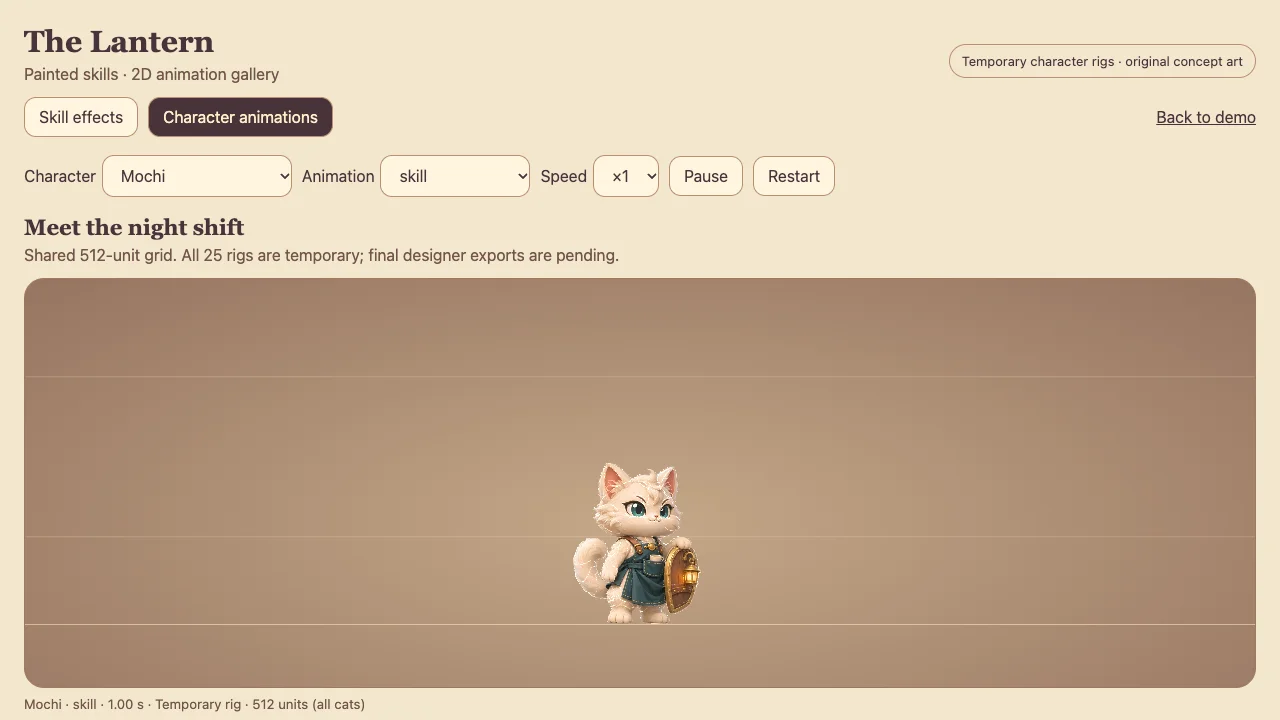 The Lantern
Painted skills · 2D animation gallery
Temporary character rigs · original concept art
Skill effects
Character animations
Back to demo
Character Mochi Animation skill Speed ×1 Pause Restart
Meet the night shift
Shared 512-unit grid. All 25 rigs are temporary; final designer exports are pending.
Mochi · skill · 1.00 s · Temporary rig · 512 units (all cats)